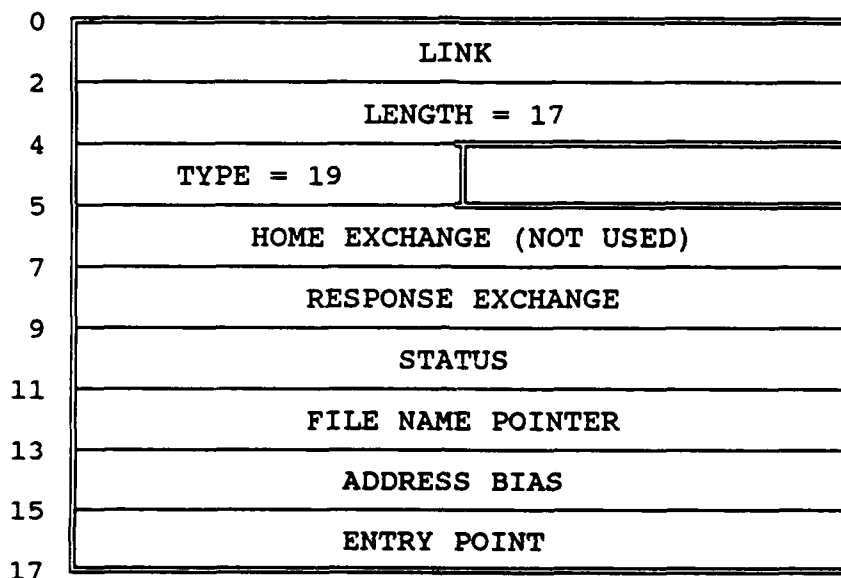 0
LINK
2
LENGTH = 17
4
TYPE = 19
5
HOME EXCHANGE (NOT USED)
7
RESPONSE EXCHANGE
9
STATUS
11
FILE NAME POINTER
13
ADDRESS BIAS
15
ENTRY POINT
17